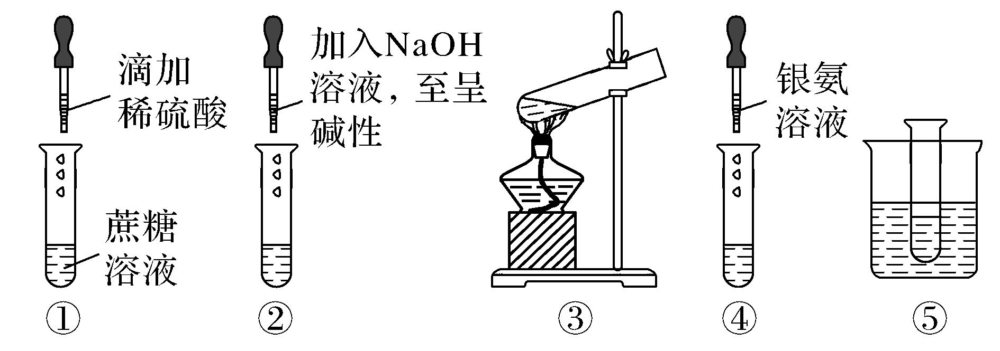 滴加
稀硫酸
蔗糖
溶液
①
加入NaOH
溶液，至呈
碱性
②
③
银氨
溶液
④
⑤